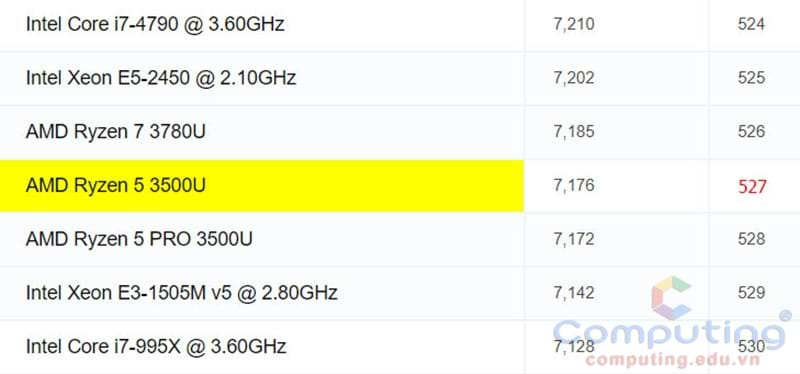 Intel Core i7-4790 @ 3.60GHz 7,210 524
Intel Xeon E5-2450 @ 2.10GHz 7,202 525
AMD Ryzen 7 3780U 7,185 526
AMD Ryzen 5 3500U 7,176 527
AMD Ryzen 5 PRO 3500U 7,172 528
Intel Xeon E3-1505M v5 @ 2.80GHz 7,142 529
Intel Core i7-995X @ 3.60GHz 7,128 530
Computing®
computing.edu.vn